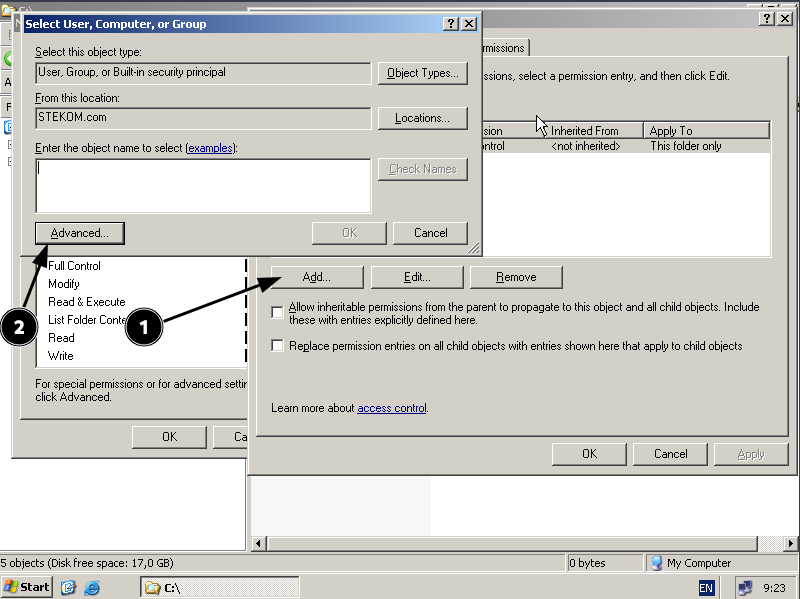 C:\
Select User, Computer, or Group
Select this object type:
User, Group, or Built-in security principal
Object Types...
From this location:
STEKOM.com
Locations...
Enter the object name to select (examples):
Check Names
Advanced...
OK
Cancel
missions
ssions, select a permission entry, and then click Edit.
sion
Inherited From
Apply To
ontrol
<not inherited>
This folder only
Add...
Edit...
Remove
Allow inheritable permissions from the parent to propagate to this object and all child objects. Include
these with entries explicitly defined here.
Replace permission entries on all child objects with entries shown here that apply to child objects
Learn more about access control.
OK
Cancel
Apply
Full Control
Modify
Read & Execute
List Folder Conte
Read
Write
1
2
For special permissions or for advanced settin
click Advanced.
OK
Ca
5 objects (Disk free space: 17,0 GB)
0 bytes
My Computer
Start
C:\
EN
9:23